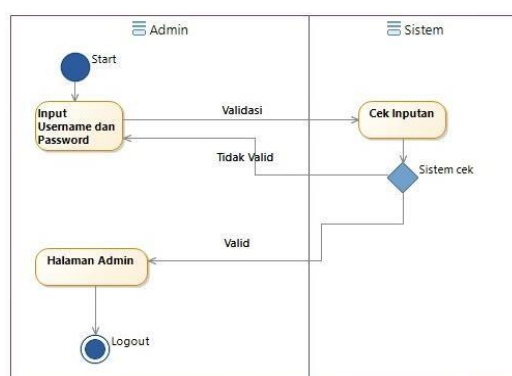 Admin
Sistem
Start
Input
Username dan
Password
Validasi
Cek Inputan
Tidak Valid
Sistem cek
Valid
Halaman Admin
Logout